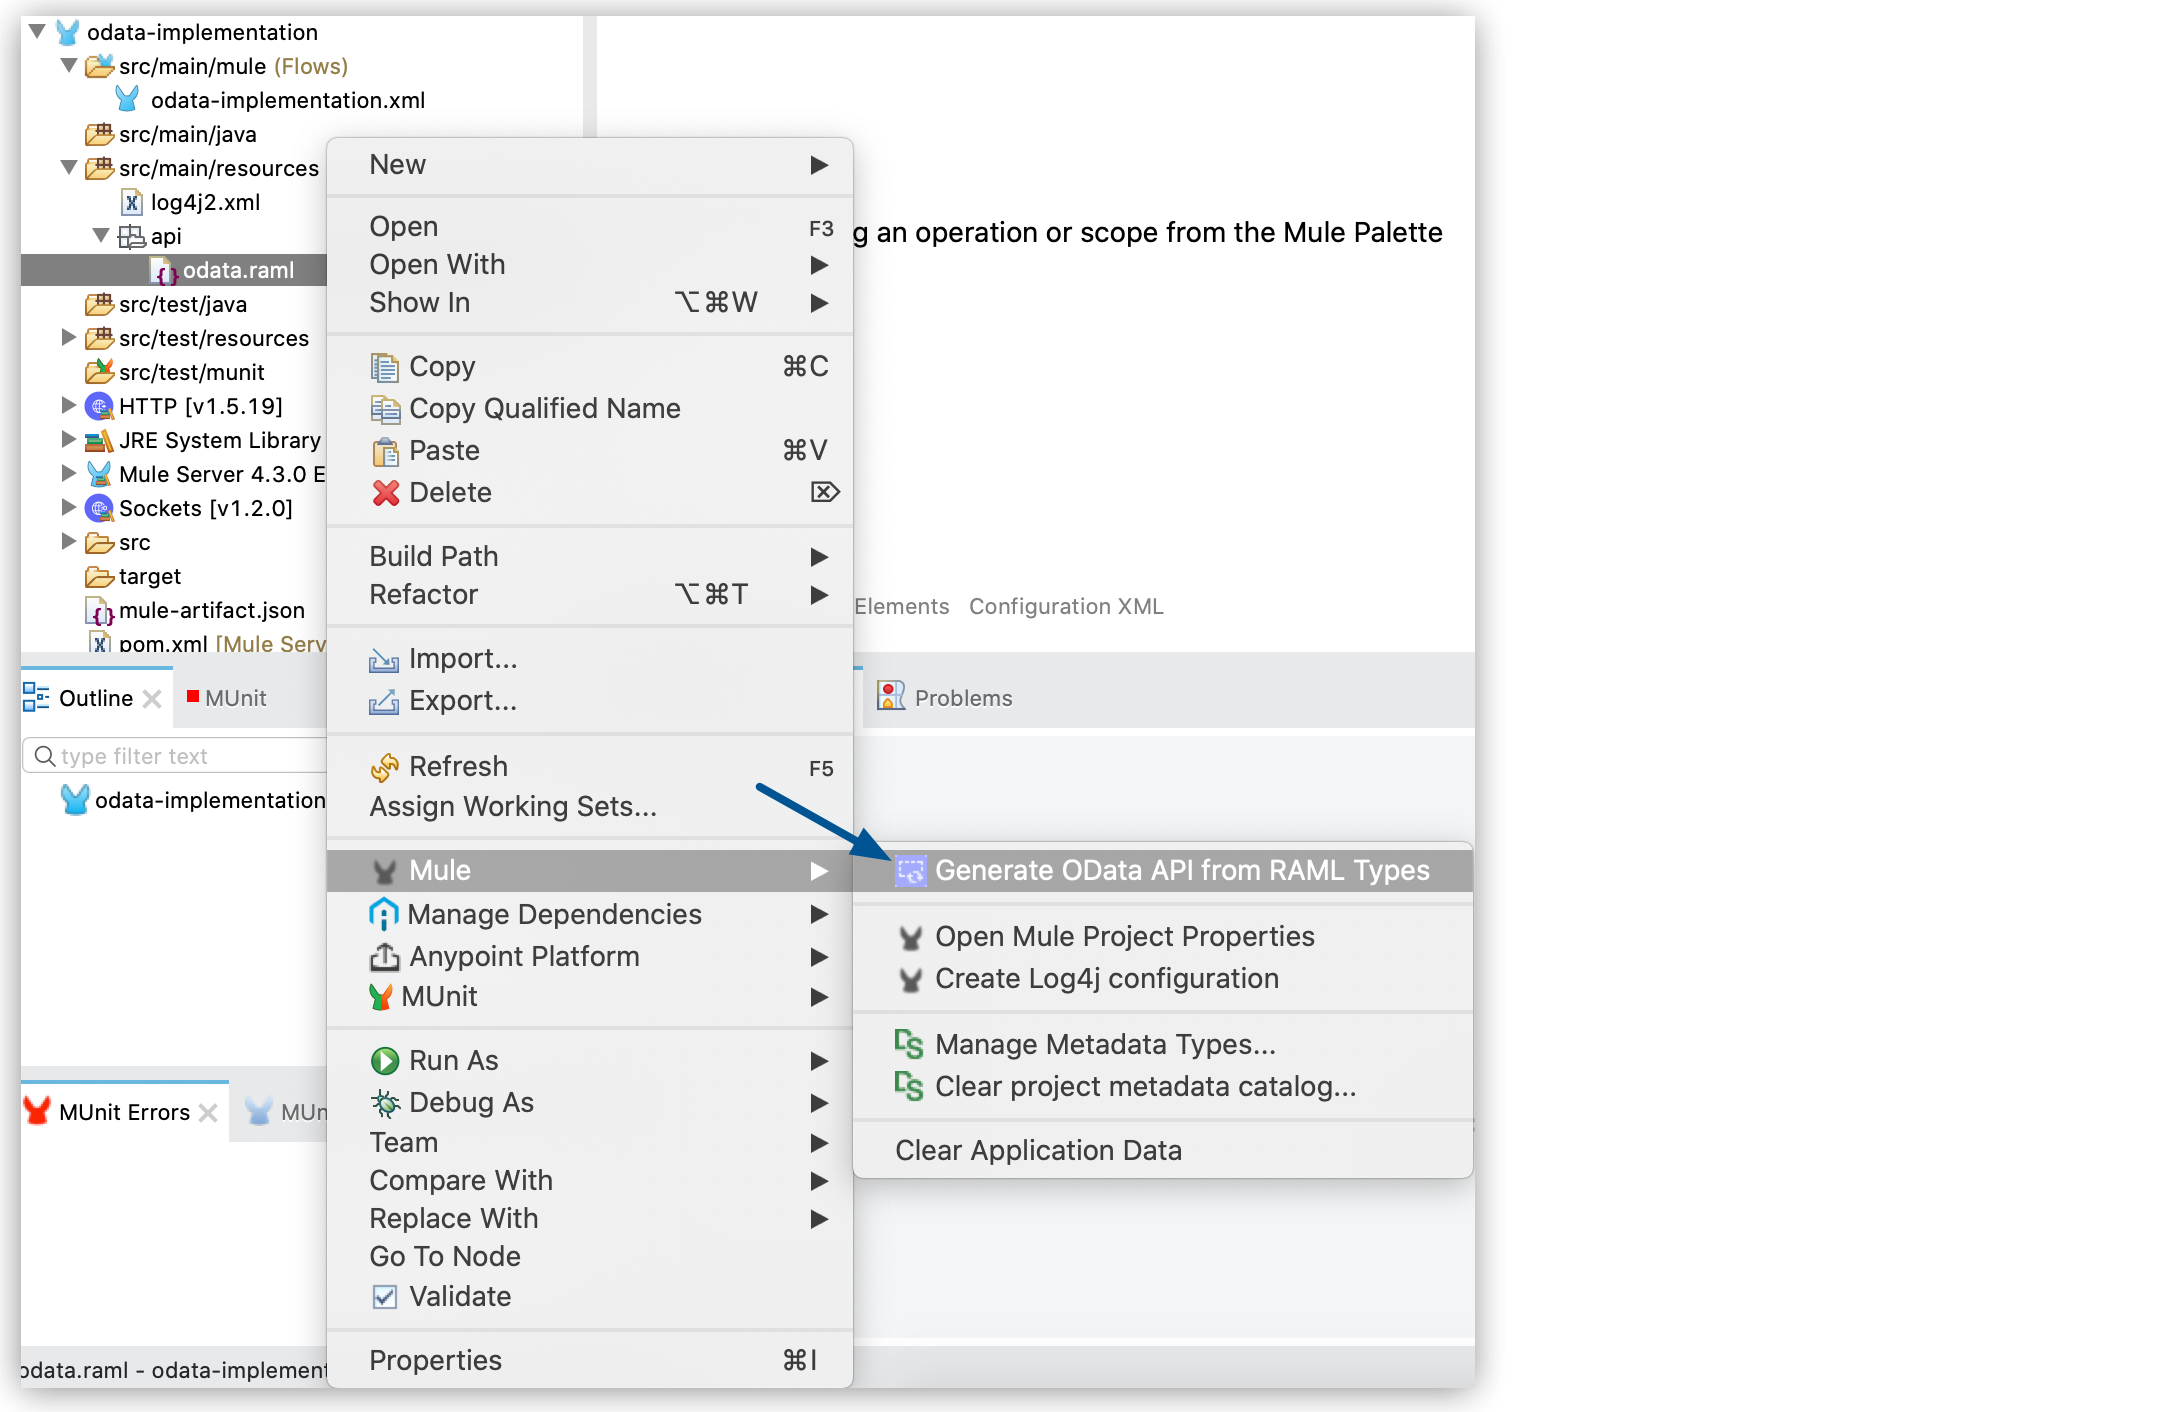 odata-implementation
src/main/mule (Flows)
odata-implementation.xml
src/main/java
src/main/resources
log4j2.xml
api
odata.raml
src/test/java
src/test/resources
src/test/munit
HTTP [v1.5.19]
JRE System Library
Mule Server 4.3.0 E
Sockets [v1.2.0]
src
target
mule-artifact.json
pom.xml [Mule Serv
Outline
MUnit
type filter text
odata-implementation
MUnit Errors
MUn
odata.raml - odata-implement
New
Open F3
Open With
Show In ⌥⌘W
Copy ⌘C
Copy Qualified Name
Paste ⌘V
Delete ⌦
Build Path
Refactor ⌥⌘T
Import...
Export...
Refresh F5
Assign Working Sets...
Mule
Manage Dependencies
Anypoint Platform
MUnit
Run As
Debug As
Team
Compare With
Replace With
Go To Node
Validate
Properties ⌘I
g an operation or scope from the Mule Palette
Elements Configuration XML
Problems
Generate OData API from RAML Types
Open Mule Project Properties
Create Log4j configuration
Manage Metadata Types...
Clear project metadata catalog...
Clear Application Data